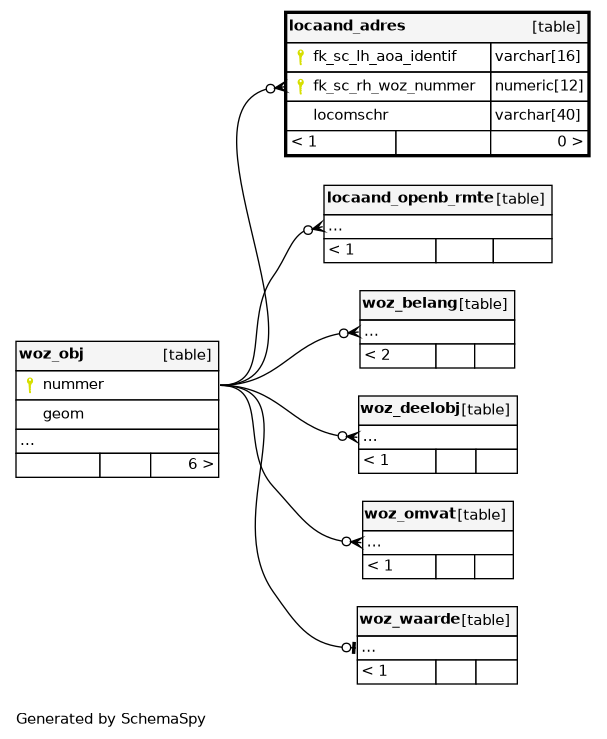 locaand_adres [table]
fk_sc_lh_aoa_identif varchar[16]
fk_sc_rh_woz_nummer numeric[12]
locomschr varchar[40]
< 1 0 >
locaand_openb_rmte [table]
...
< 1
woz_belang [table]
...
< 2
woz_obj [table]
nummer
geom
...
6 >
woz_deelobj [table]
...
< 1
woz_omvat [table]
...
< 1
woz_waarde [table]
...
< 1
Generated by SchemaSpy